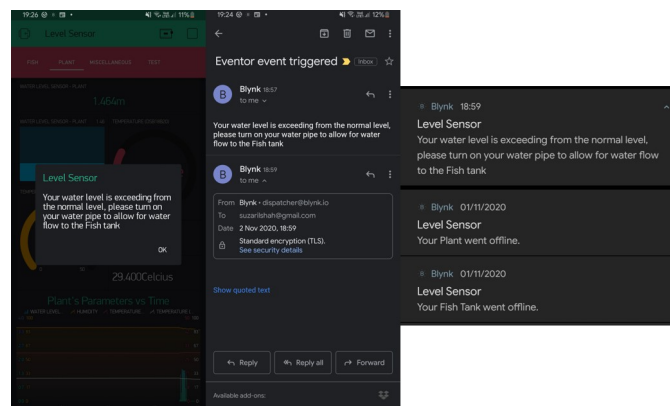 19:26
11%
Level Sensor
FISH
PLANT
MISCELLANEOUS
TEST
WATER LEVEL SENSOR - PLANT
1.464m
Level Sensor
Your water level is exceeding from
the normal level, please turn on
your water pipe to allow for water
flow to the Fish tank
OK
29.400Celcius
Plant's Parameters vs Time
WATER LEVEL
HUMIDITY
19:24
12%
Eventor event triggered
Inbox
B
Blynk 18:57
to me
Your water level is exceeding from the normal level,
please turn on your water pipe to allow for water
flow to the Fish tank
B
Blynk 18:59
to me
From Blynk • dispatcher@blynk.io
To suzarilshah@gmail.com
Date 2 Nov 2020, 18:59
Standard encryption (TLS).
See security details
Show quoted text
Reply
Reply all
Forward
Available add-ons:
Blynk 18:59
Level Sensor
Your water level is exceeding from the normal level,
please turn on your water pipe to allow for water flow
to the Fish tank
Blynk 01/11/2020
Level Sensor
Your Plant went offline.
Blynk 01/11/2020
Level Sensor
Your Fish Tank went offline.